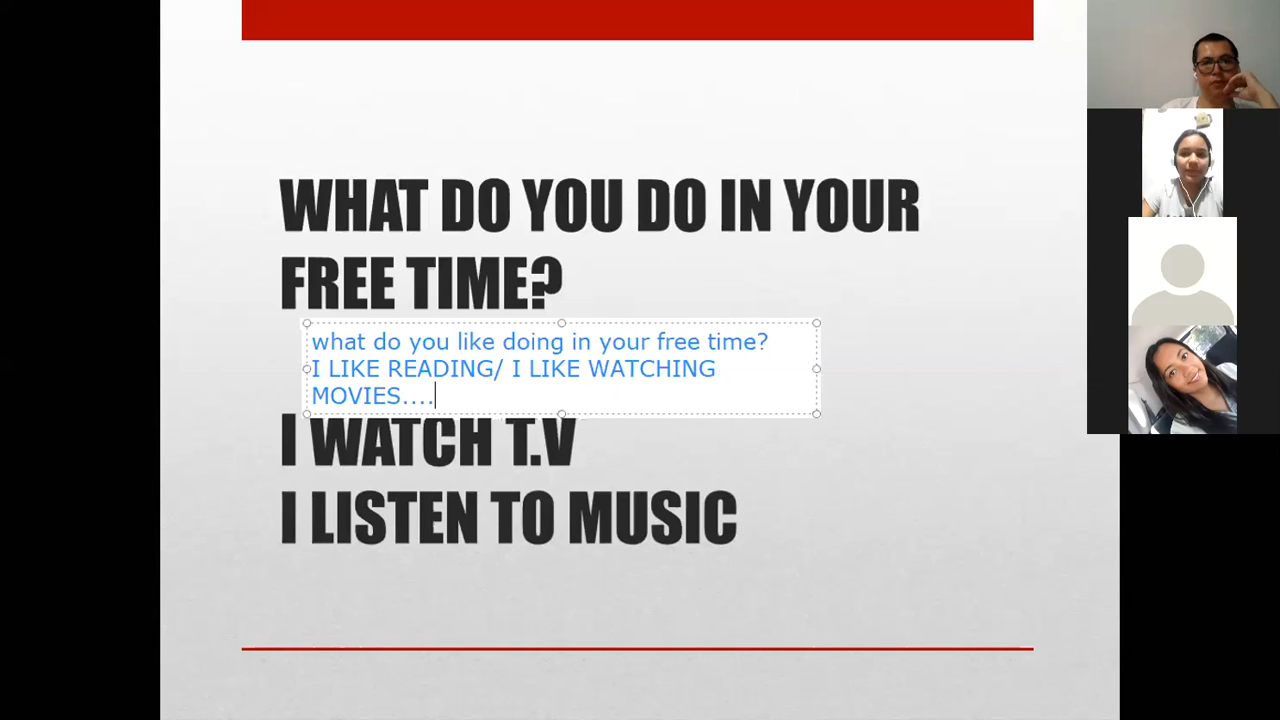 WHAT DO YOU DO IN YOUR
FREE TIME?
what do you like doing in your free time?
I LIKE READING/ I LIKE WATCHING
MOVIES....
I WATCH T.V
I LISTEN TO MUSIC